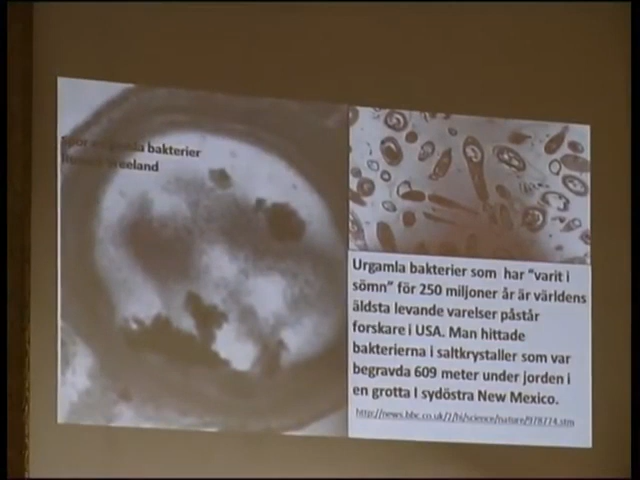 bakterier
Urgamla bakterier som har "varit i
sömn" för 250 miljoner år är världens
äldsta levande varelser påstår
forskare i USA. Man hittade
bakterierna i saltkrystaller som var
begravda 609 meter under jorden i
en grotta I sydöstra New Mexico.
http://news.bbc.co.uk/2/hi/science/nature/978774.stm